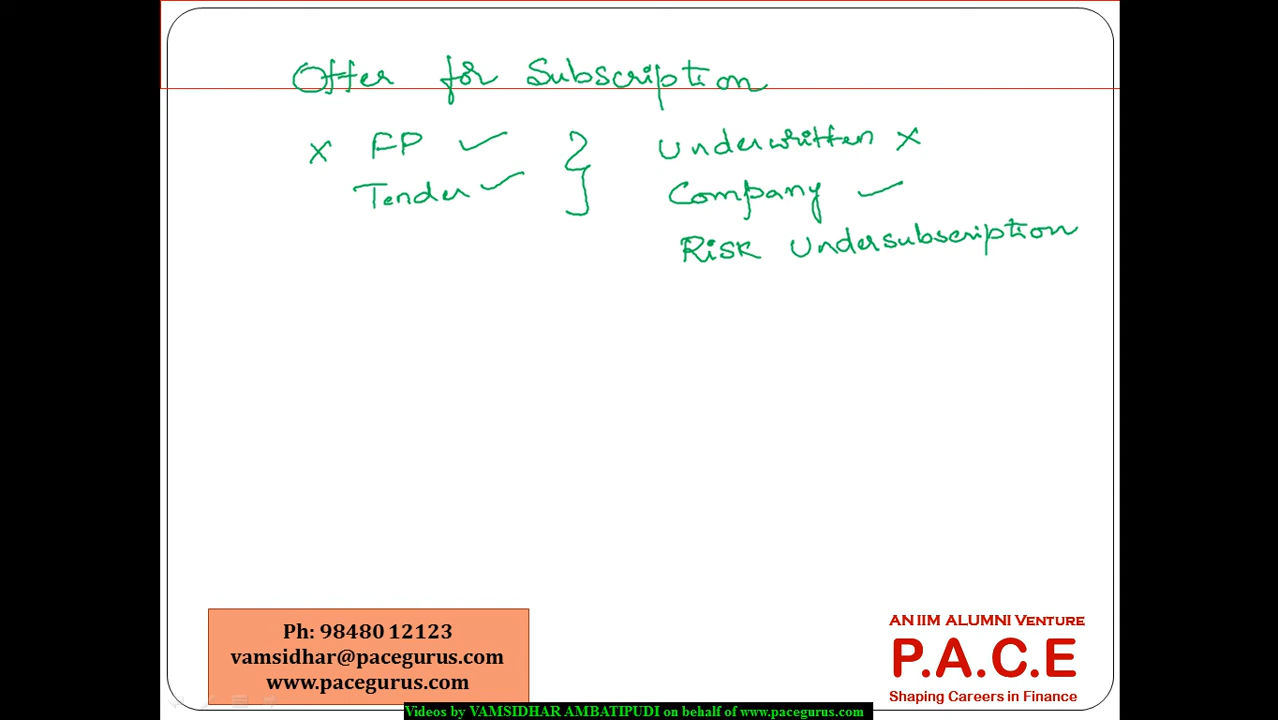 Offer for Subscription
X FP ✓ } Underwritten X
Tender ✓ Company ✓
Risk Undersubscription
Ph: 98480 12123
vamsidhar@pacegurus.com
www.pacegurus.com
AN IIM ALUMNI VENTURE
P.A.C.E
Shaping Careers in Finance
Videos by VAMSIDHAR AMBATIPUDI on behalf of www.pacegurus.com